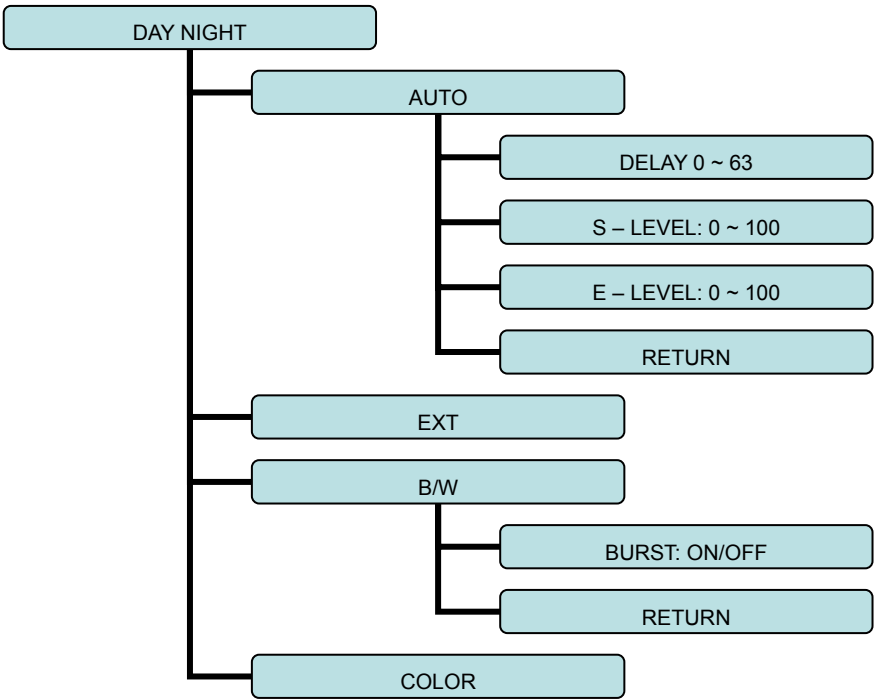 DAY NIGHT
AUTO
DELAY 0 ~ 63
S – LEVEL: 0 ~ 100
E – LEVEL: 0 ~ 100
RETURN
EXT
B/W
BURST: ON/OFF
RETURN
COLOR